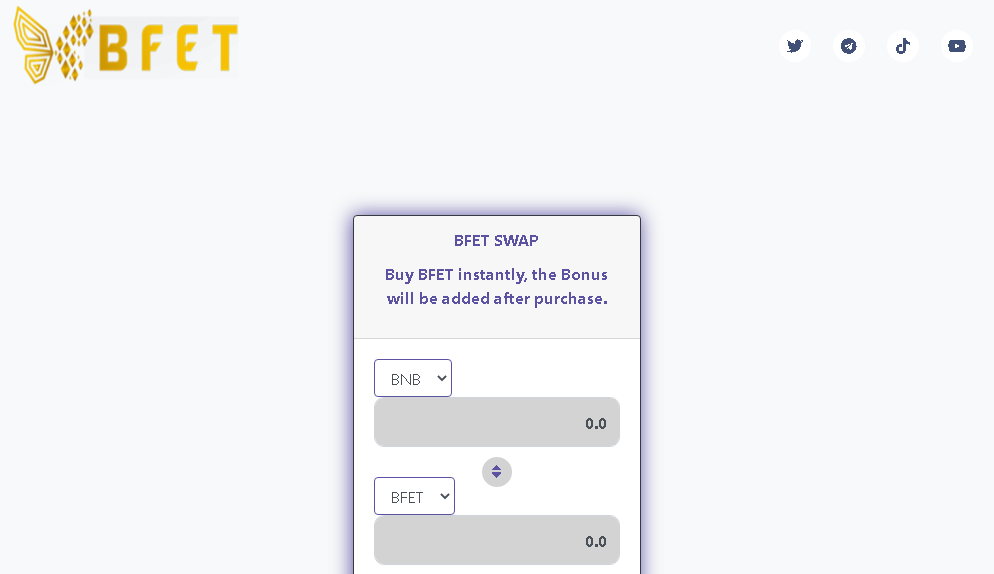 BFET
BFET SWAP
Buy BFET instantly, the Bonus
will be added after purchase.
BNB
0.0
BFET
0.0